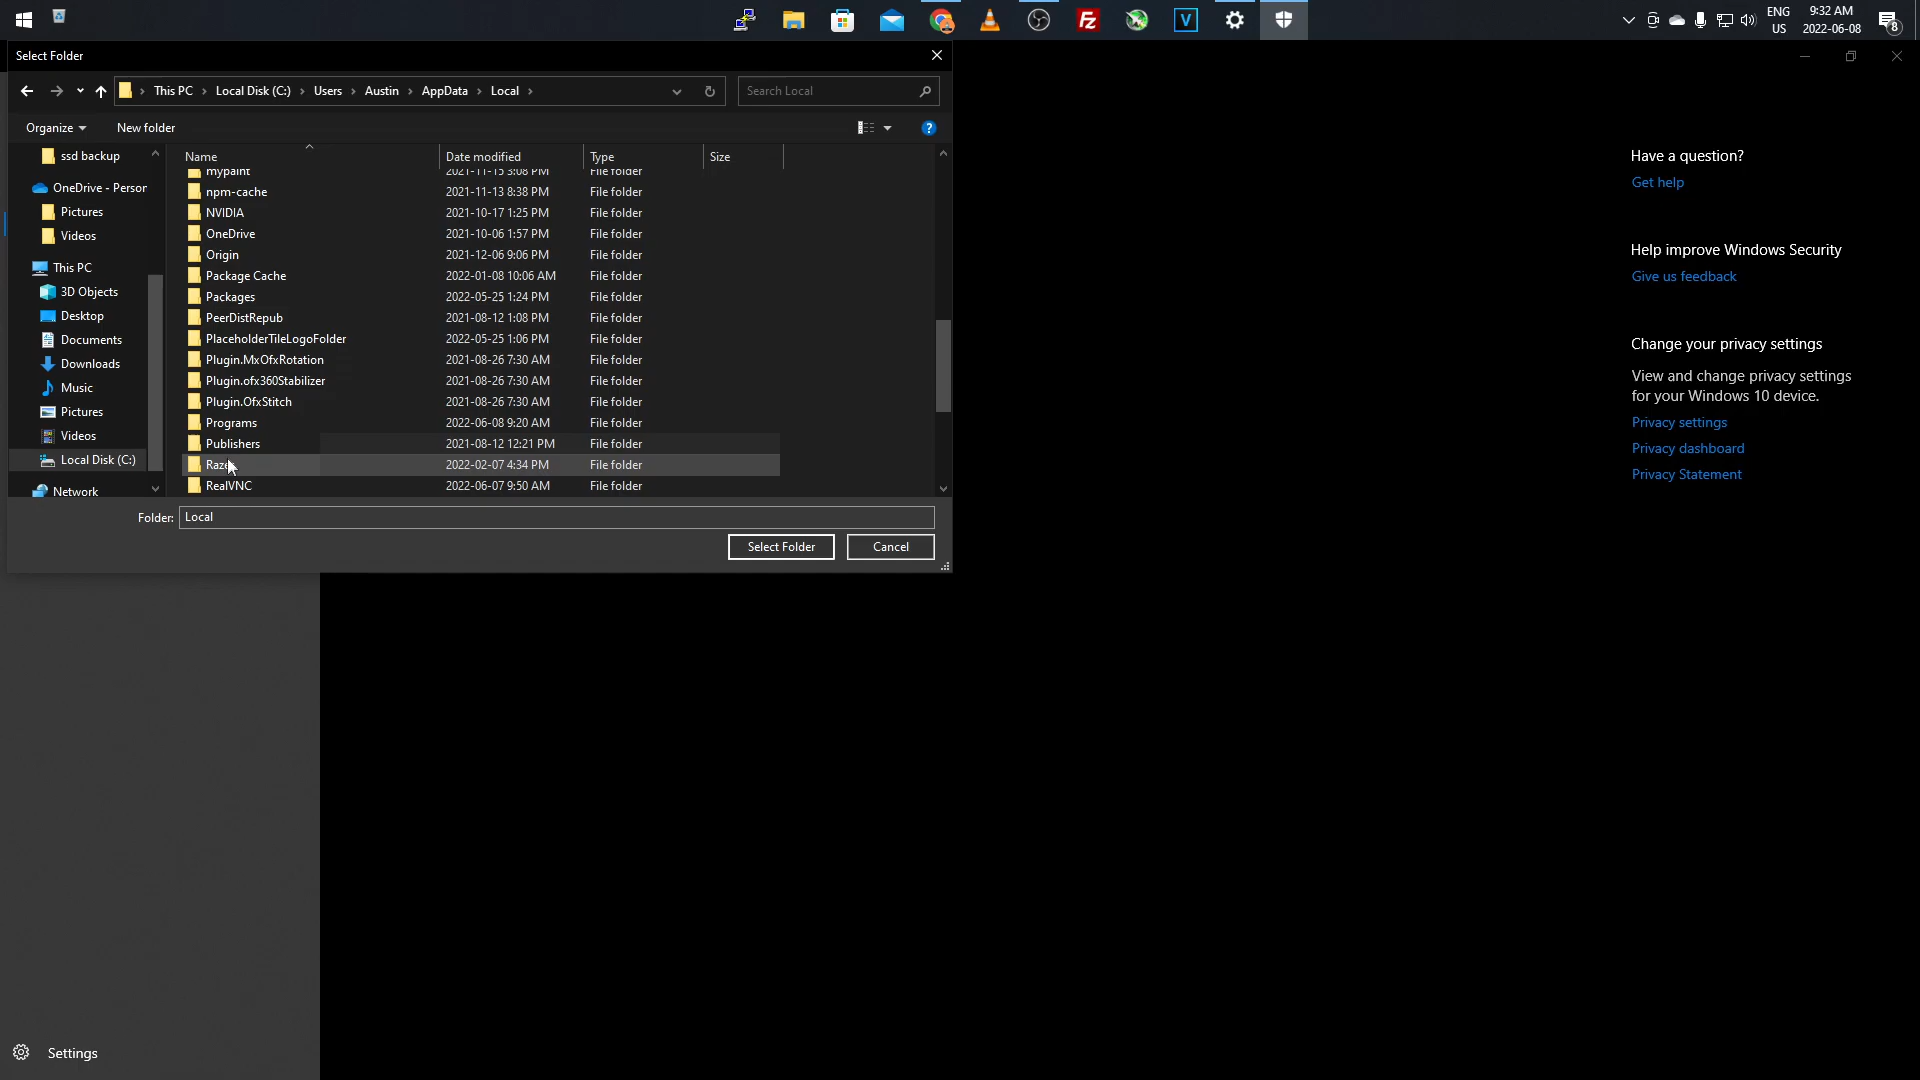 ENG
US
9:32 AM
2022-06-08
8
Select Folder
This PC
Local Disk (C:)
Users
Austin
AppData
Local
Search Local
Organize
New folder
?
Name
Date modified
Type
Size
ssd backup
OneDrive - Person
Pictures
Videos
This PC
3D Objects
Desktop
Documents
Downloads
Music
Pictures
Videos
Local Disk (C:)
Network
mypaint 2021-11-15 3:08 PM File folder
npm-cache 2021-11-13 8:38 PM File folder
NVIDIA 2021-10-17 1:25 PM File folder
OneDrive 2021-10-06 1:57 PM File folder
Origin 2021-12-06 9:06 PM File folder
Package Cache 2022-01-08 10:06 AM File folder
Packages 2022-05-25 1:24 PM File folder
PeerDistRepub 2021-08-12 1:08 PM File folder
PlaceholderTileLogoFolder 2022-05-25 1:06 PM File folder
Plugin.MxOfxRotation 2021-08-26 7:30 AM File folder
Plugin.ofx360Stabilizer 2021-08-26 7:30 AM File folder
Plugin.OfxStitch 2021-08-26 7:30 AM File folder
Programs 2022-06-08 9:20 AM File folder
Publishers 2021-08-12 12:21 PM File folder
Razer 2022-02-07 4:34 PM File folder
RealVNC 2022-06-07 9:50 AM File folder
Folder: Local
Select Folder
Cancel
Have a question?
Get help
Help improve Windows Security
Give us feedback
Change your privacy settings
View and change privacy settings
for your Windows 10 device.
Privacy settings
Privacy dashboard
Privacy Statement
Settings